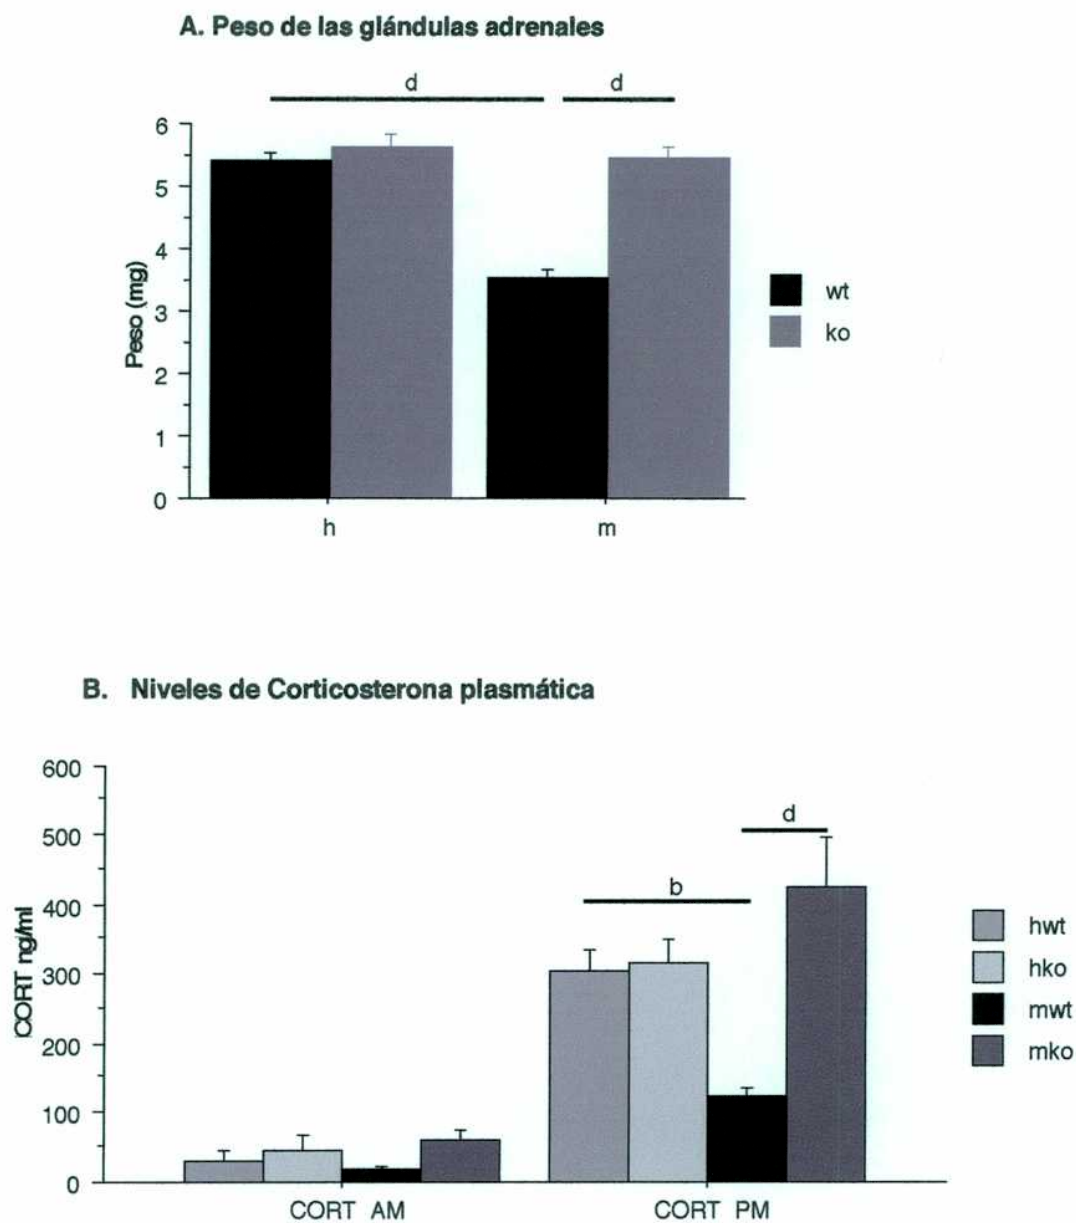 A. Peso de las glándulas adrenales
d
d
6
5
4
3
2
1
0
Peso (mg)
h
m
wt
ko
B. Niveles de Corticosterona plasmática
600
500
400
300
200
100
0
CORT ng/ml
d
b
CORT AM
CORT PM
hwt
hko
mwt
mko